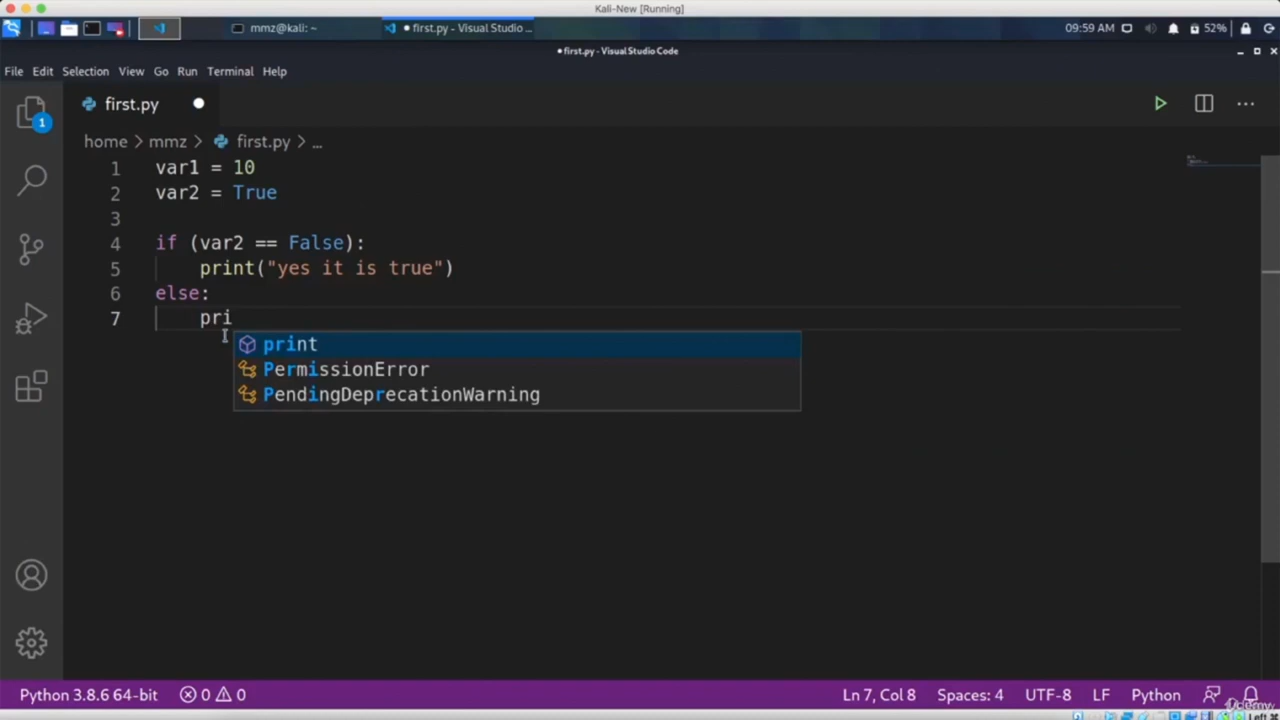 Kali-New [Running]
mmz@kali: ~
first.py - Visual Studio ...
09:59 AM
52%
first.py - Visual Studio Code
File Edit Selection View Go Run Terminal Help
1
first.py
home > mmz > first.py > ...
1 var1 = 10
2 var2 = True
3
4 if (var2 == False):
5 print("yes it is true")
6 else:
7 pri
print
PermissionError
PendingDeprecationWarning
Python 3.8.6 64-bit 0 0 Ln 7, Col 8 Spaces: 4 UTF-8 LF Python
Udemy
Left